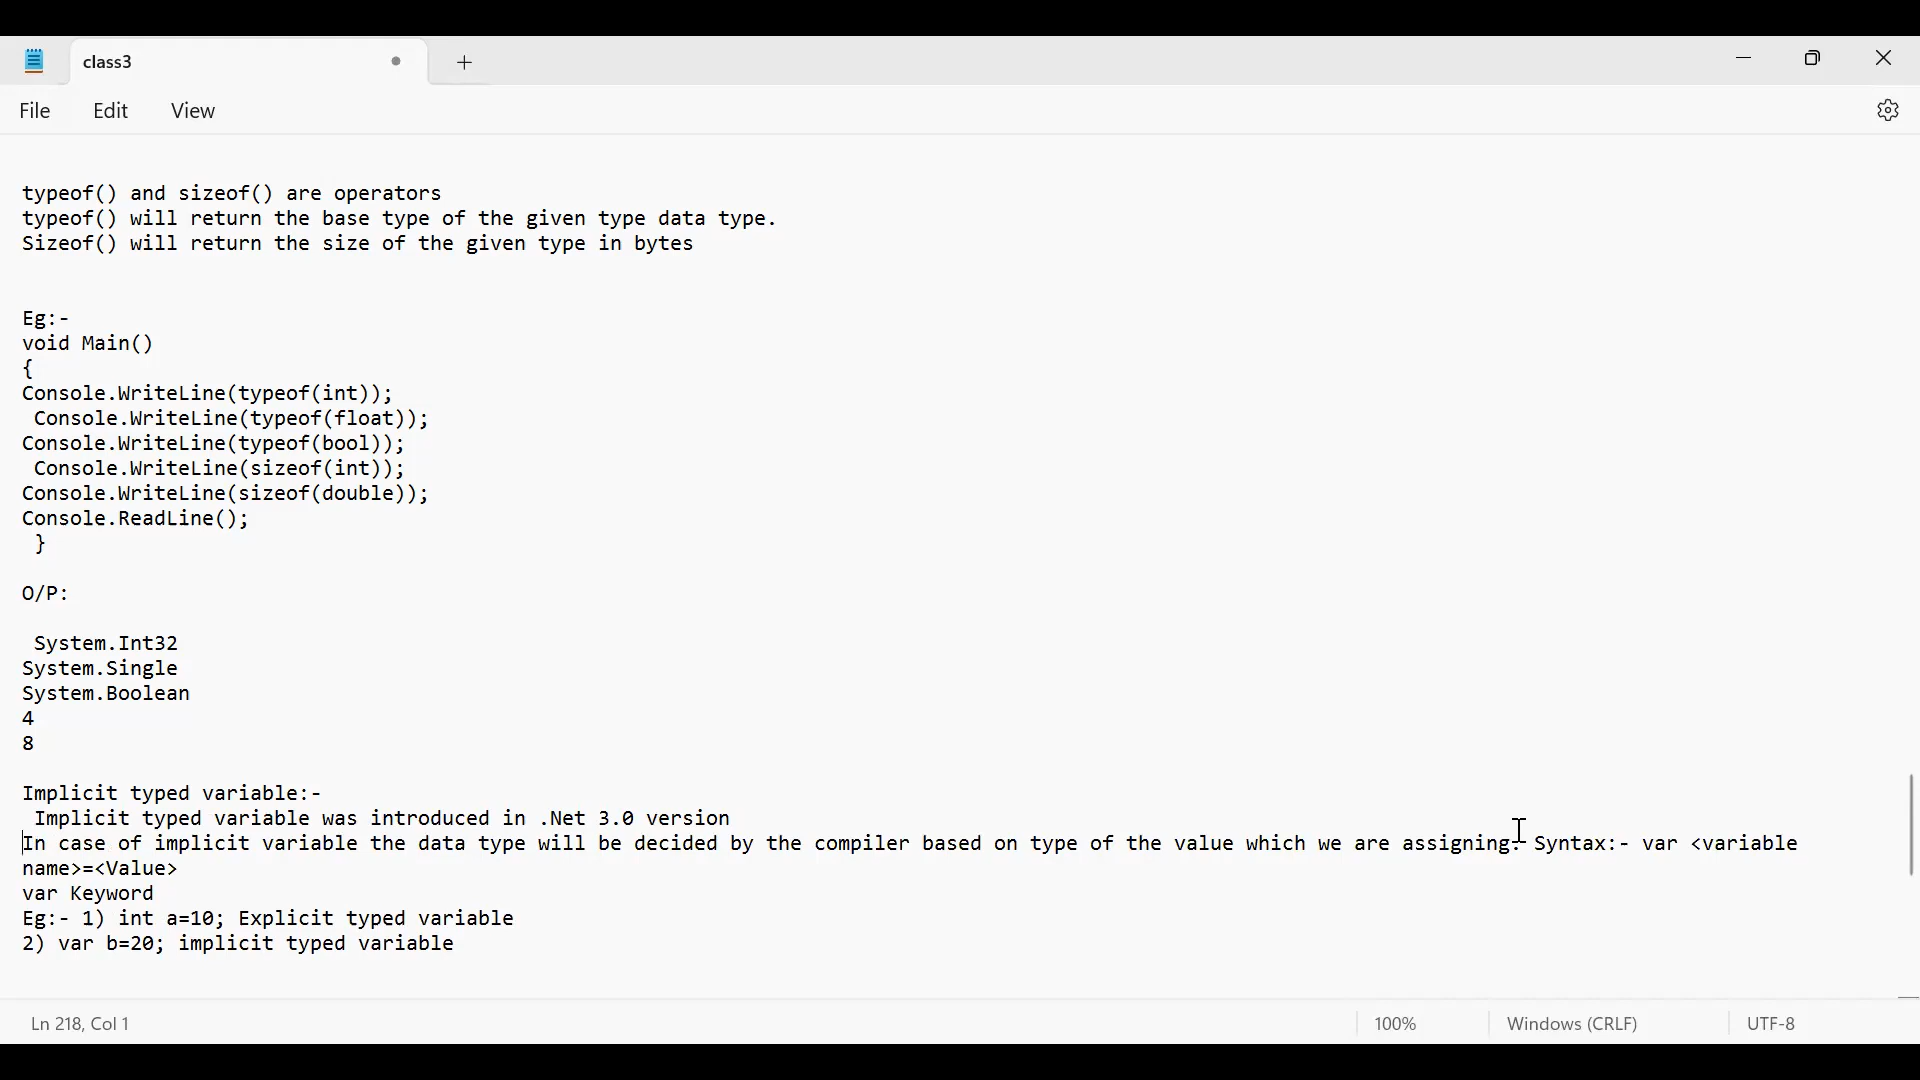 class3
File Edit View
typeof() and sizeof() are operators
typeof() will return the base type of the given type data type.
Sizeof() will return the size of the given type in bytes
Eg:-
void Main()
{
Console.WriteLine(typeof(int));
Console.WriteLine(typeof(float));
Console.WriteLine(typeof(bool));
Console.WriteLine(sizeof(int));
Console.WriteLine(sizeof(double));
Console.ReadLine();
}
O/P:
System.Int32
System.Single
System.Boolean
4
8
Implicit typed variable:-
Implicit typed variable was introduced in .Net 3.0 version
In case of implicit variable the data type will be decided by the compiler based on type of the value which we are assigning. Syntax:- var <variable
name>=<Value>
var Keyword
Eg:- 1) int a=10; Explicit typed variable
2) var b=20; implicit typed variable
Ln 218, Col 1 100% Windows (CRLF) UTF-8